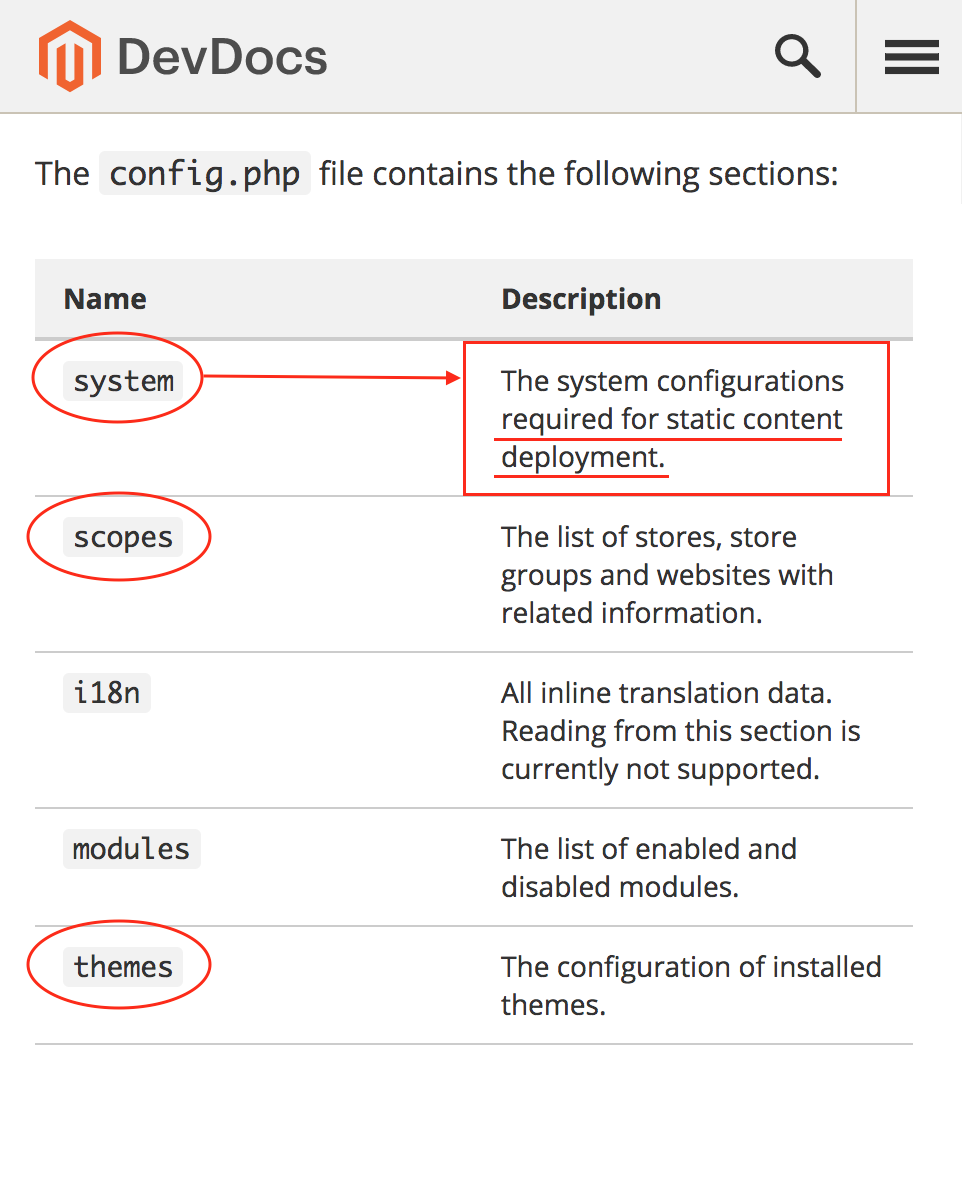 DevDocs
The config.php file contains the following sections:
Name Description
system The system configurations
required for static content
deployment.
scopes The list of stores, store
groups and websites with
related information.
i18n All inline translation data.
Reading from this section is
currently not supported.
modules The list of enabled and
disabled modules.
themes The configuration of installed
themes.